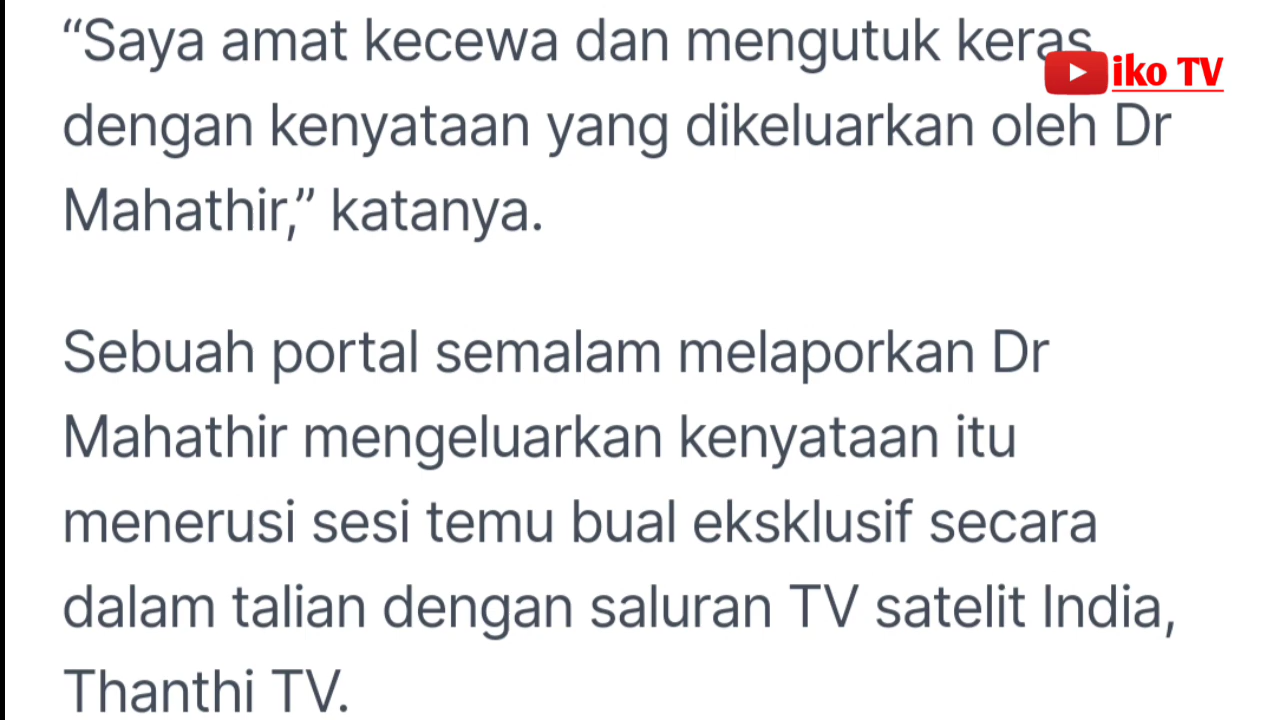 “Saya amat kecewa dan mengutuk keras
iko TV
dengan kenyataan yang dikeluarkan oleh Dr
Mahathir,” katanya.
Sebuah portal semalam melaporkan Dr
Mahathir mengeluarkan kenyataan itu
menerusi sesi temu bual eksklusif secara
dalam talian dengan saluran TV satelit India,
Thanthi TV.